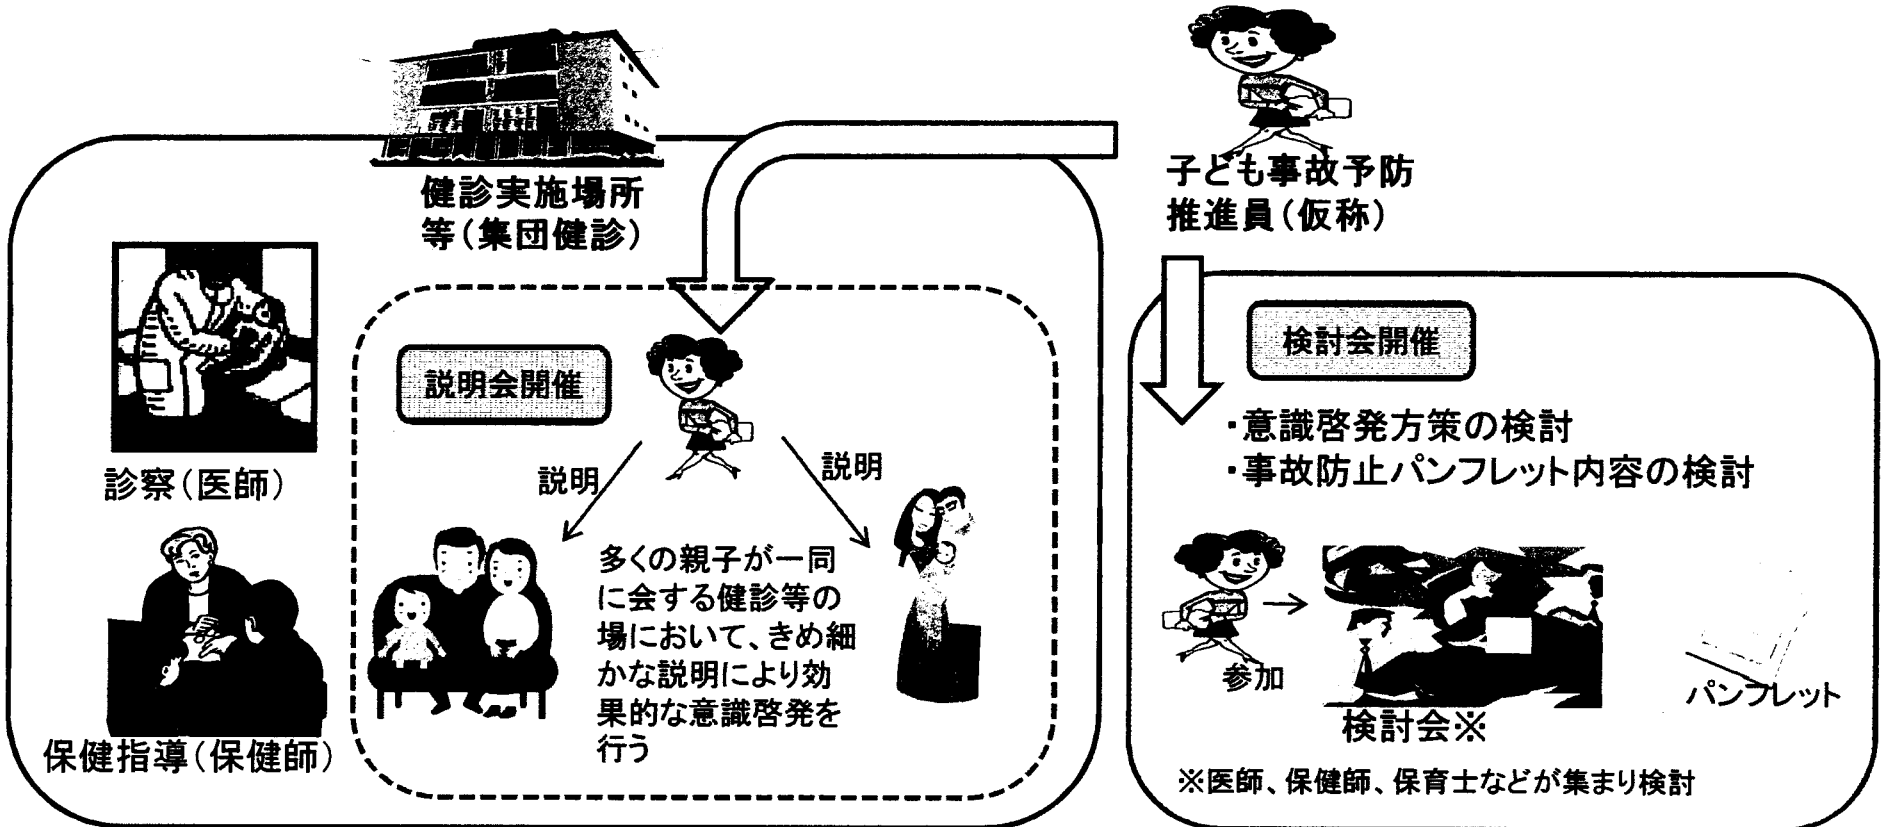 健診実施場所
等(集団健診)
子ども事故予防
推進員(仮称)
診察(医師)
保健指導(保健師)
説明会開催
説明
説明
多くの親子が一同
に会する健診等の
場において、きめ細
かな説明により効
果的な意識啓発を
行う
検討会開催
・意識啓発方策の検討
・事故防止パンフレット内容の検討
参加
検討会※
パンフレット
※医師、保健師、保育士などが集まり検討